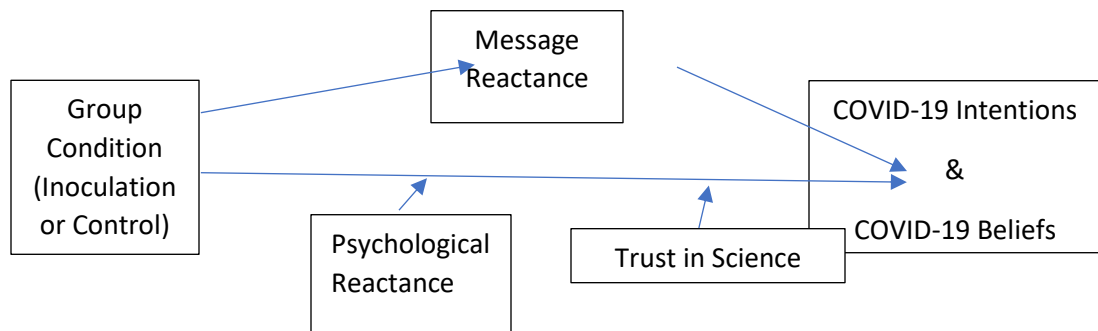 Message
Reactance
Group
Condition
(Inoculation
or Control)
COVID-19 Intentions
&
COVID-19 Beliefs
Psychological
Reactance
Trust in Science